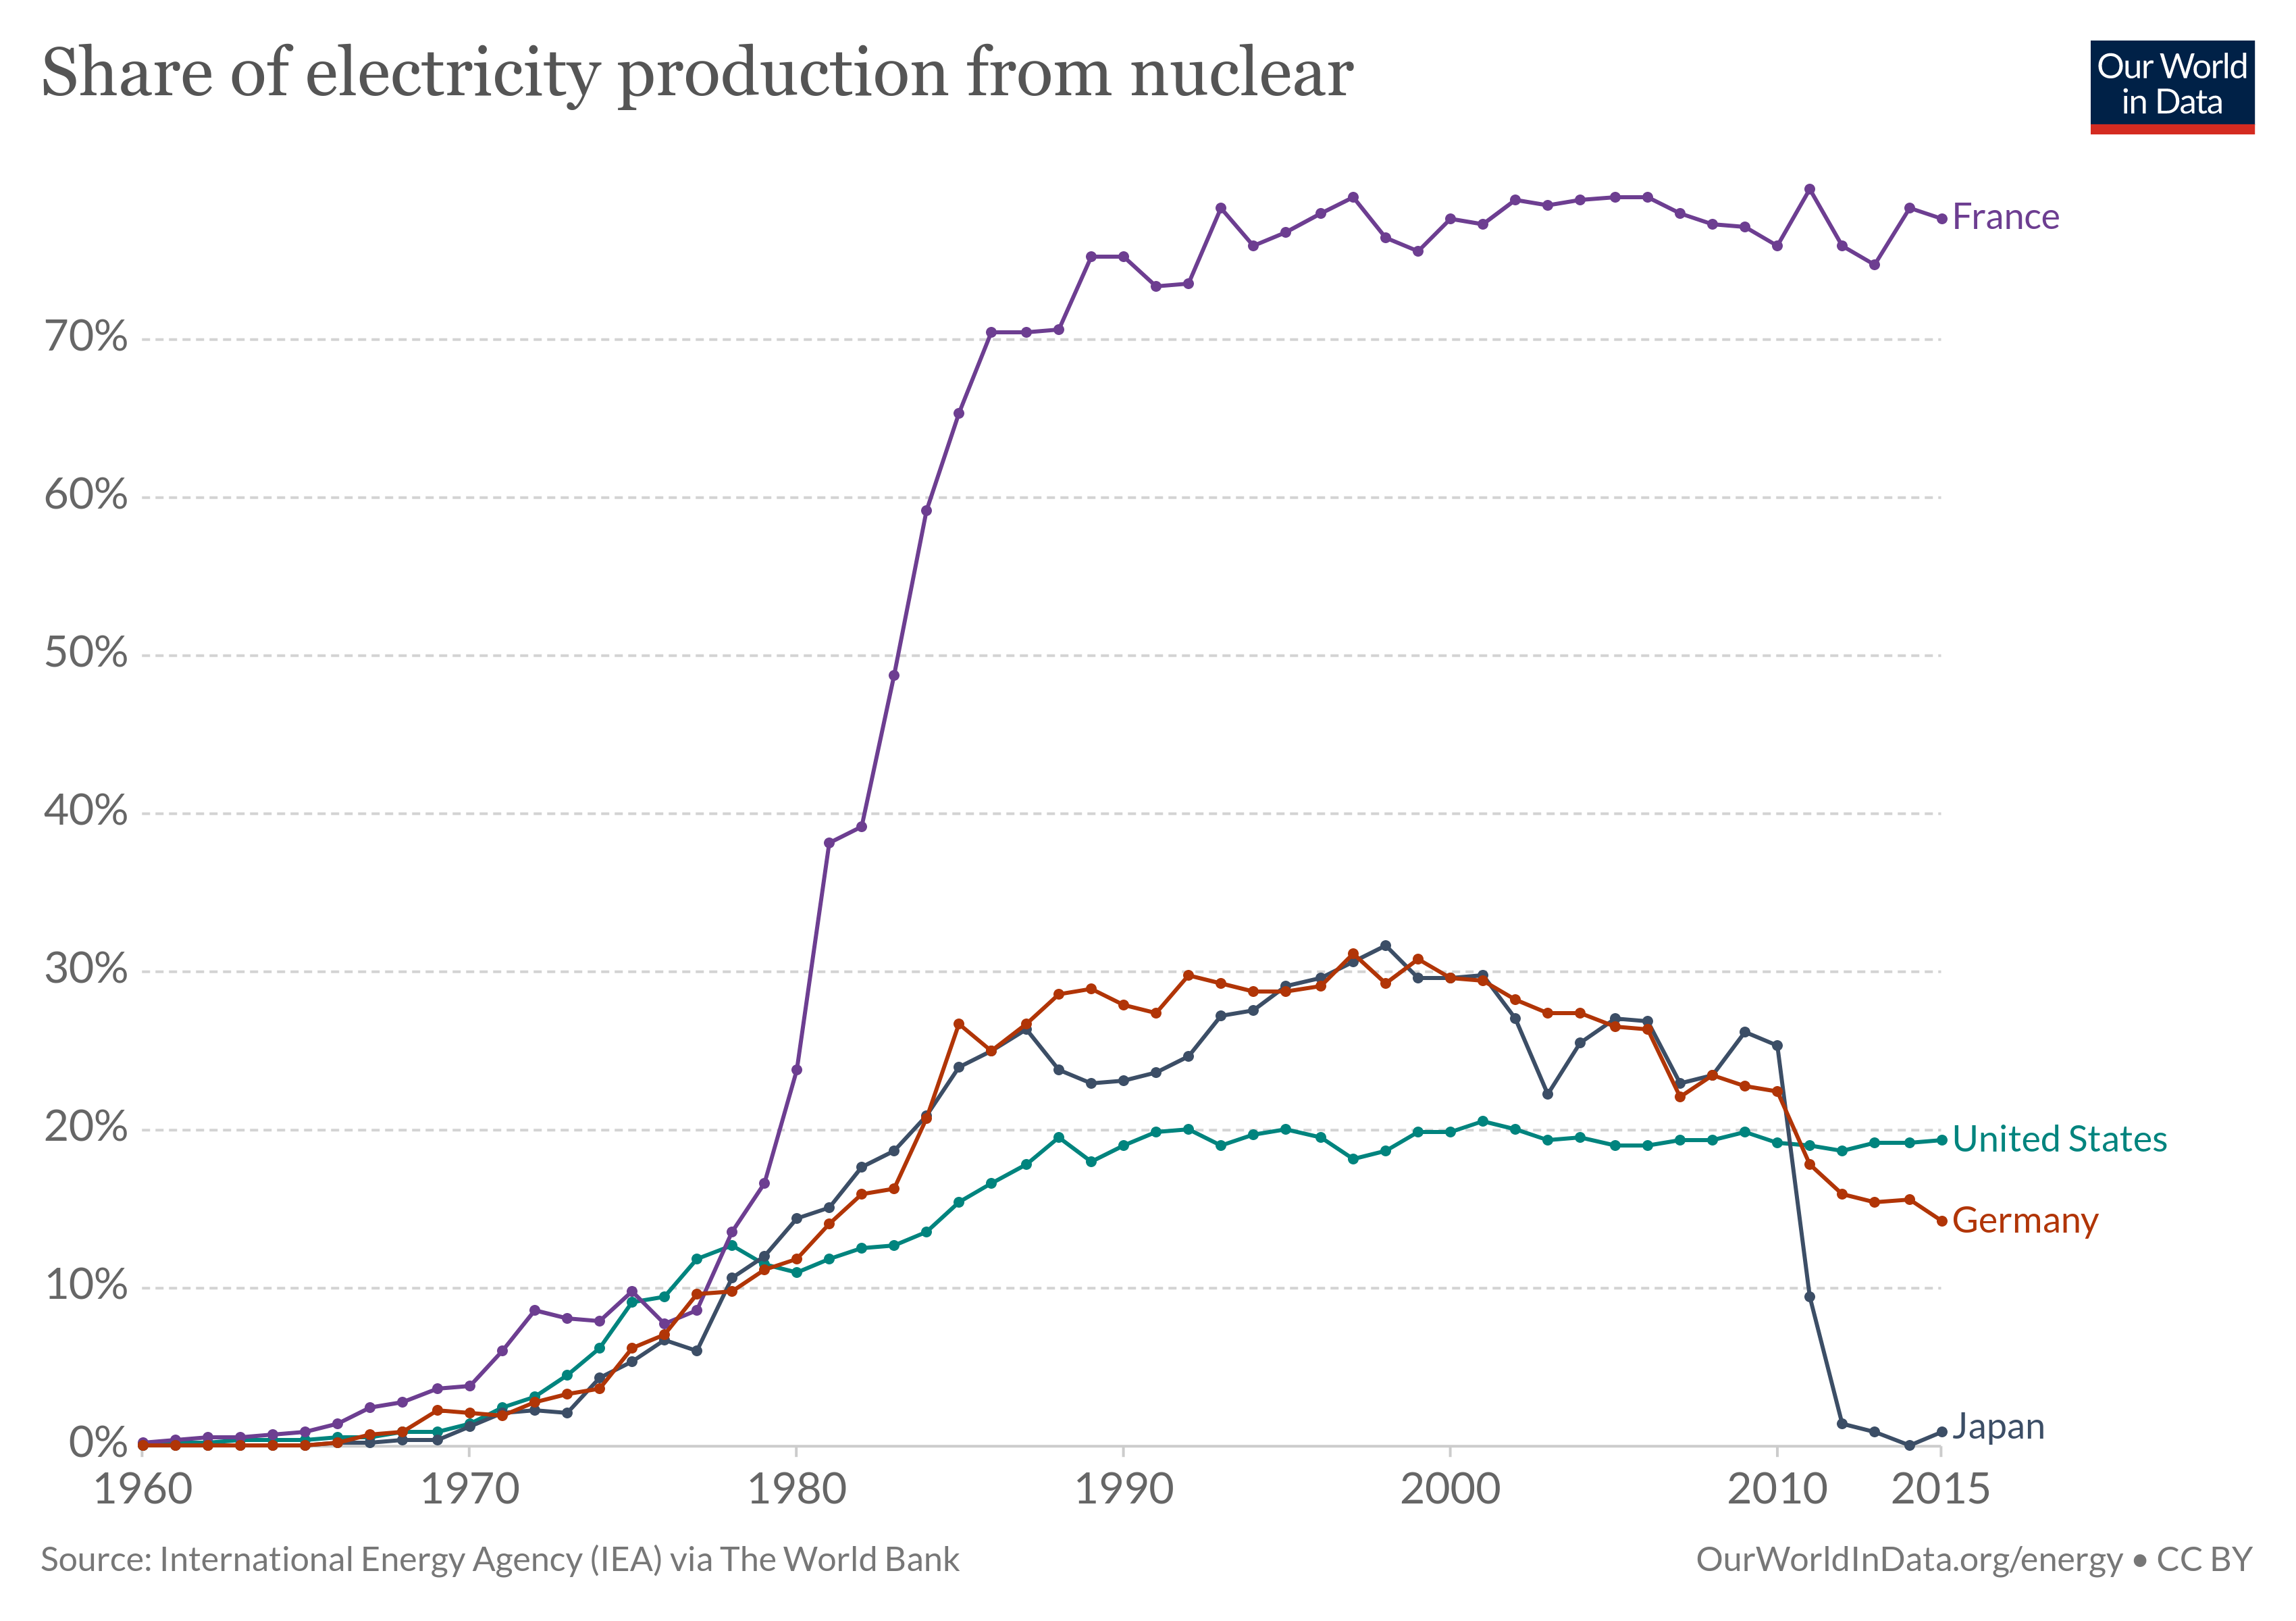 Share of electricity production from nuclear
Our World
in Data
70%
60%
50%
40%
30%
20%
10%
0%
France
United States
Germany
Japan
1960 1970 1980 1990 2000 2010 2015
Source: International Energy Agency (IEA) via The World Bank
OurWorldInData.org/energy • CC BY